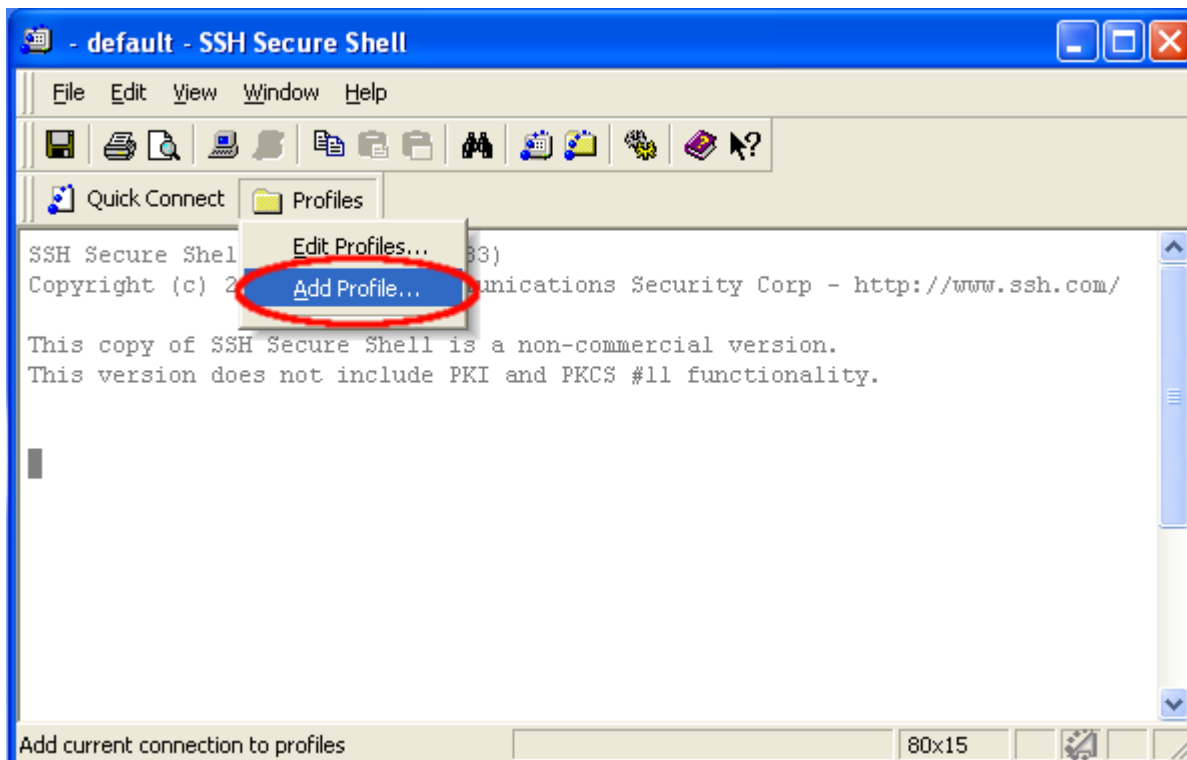 - default - SSH Secure Shell
File Edit View Window Help
Quick Connect Profiles
Edit Profiles...
Add Profile...
SSH Secure Shel 33)
Copyright (c) 2 unications Security Corp - http://www.ssh.com/
This copy of SSH Secure Shell is a non-commercial version.
This version does not include PKI and PKCS #11 functionality.
Add current connection to profiles 80x15